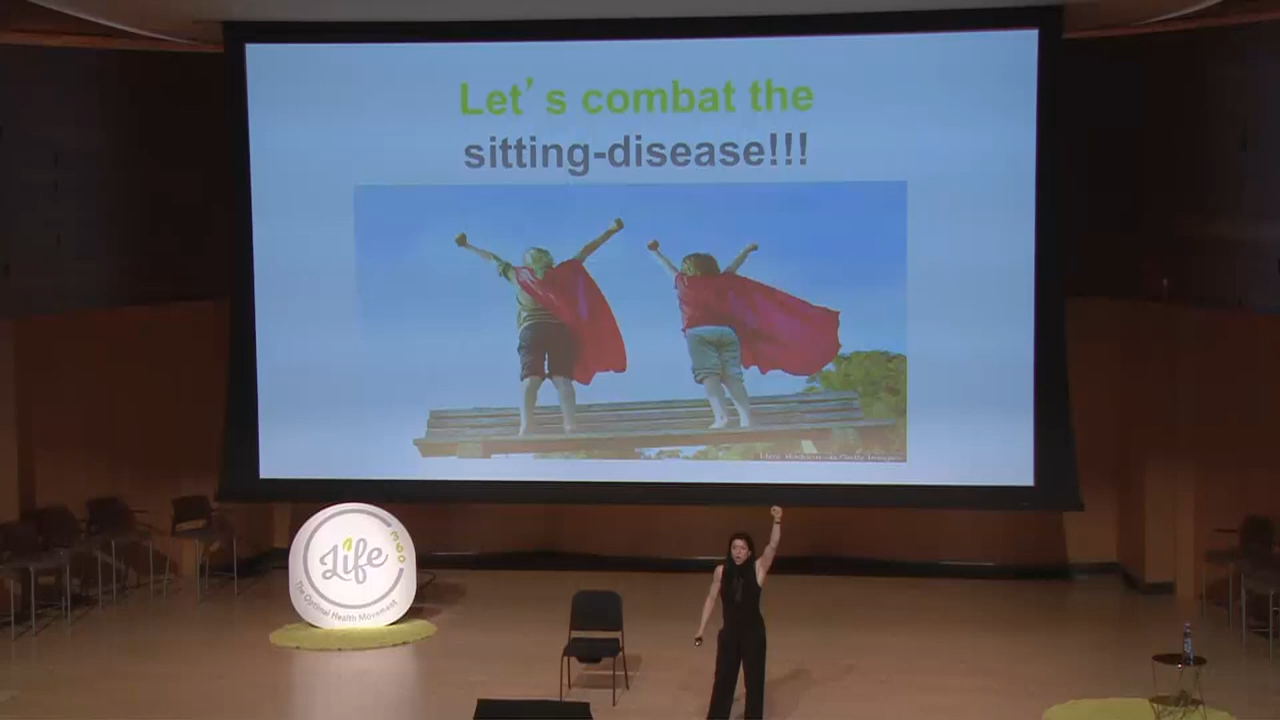 Let's combat the
sitting-disease!!!
Life
360
The Optimal Health Movement